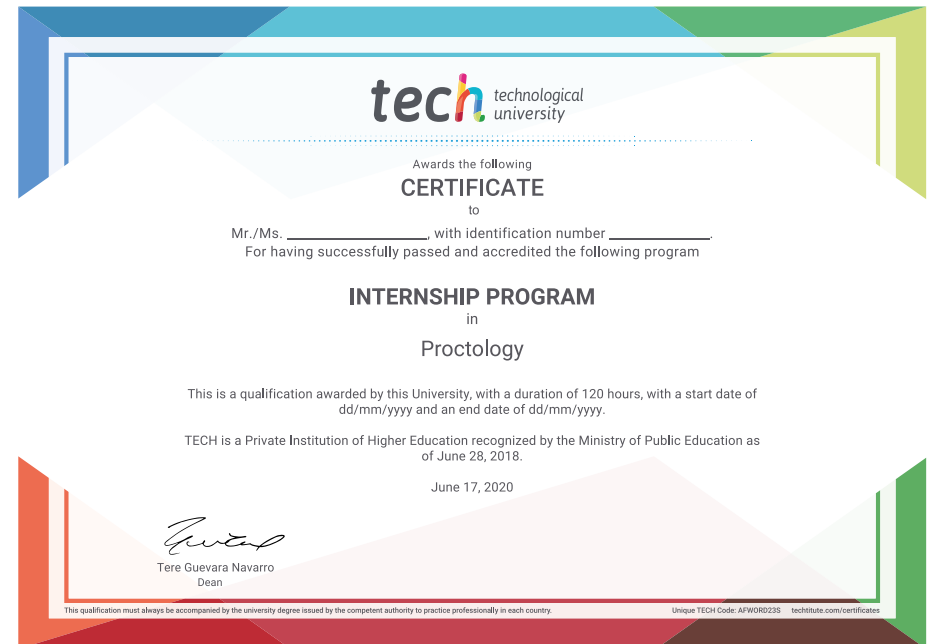 tech technological
university
Awards the following
CERTIFICATE
to
Mr./Ms. ____________________, with identification number ______________.
For having successfully passed and accredited the following program
INTERNSHIP PROGRAM
in
Proctology
This is a qualification awarded by this University, with a duration of 120 hours, with a start date of
dd/mm/yyyy and an end date of dd/mm/yyyy.
TECH is a Private Institution of Higher Education recognized by the Ministry of Public Education as
of June 28, 2018.
June 17, 2020
Tere Guevara Navarro
Dean
This qualification must always be accompanied by the university degree issued by the competent authority to practice professionally in each country.
Unique TECH Code: AFWORD23S techtitute.com/certificates